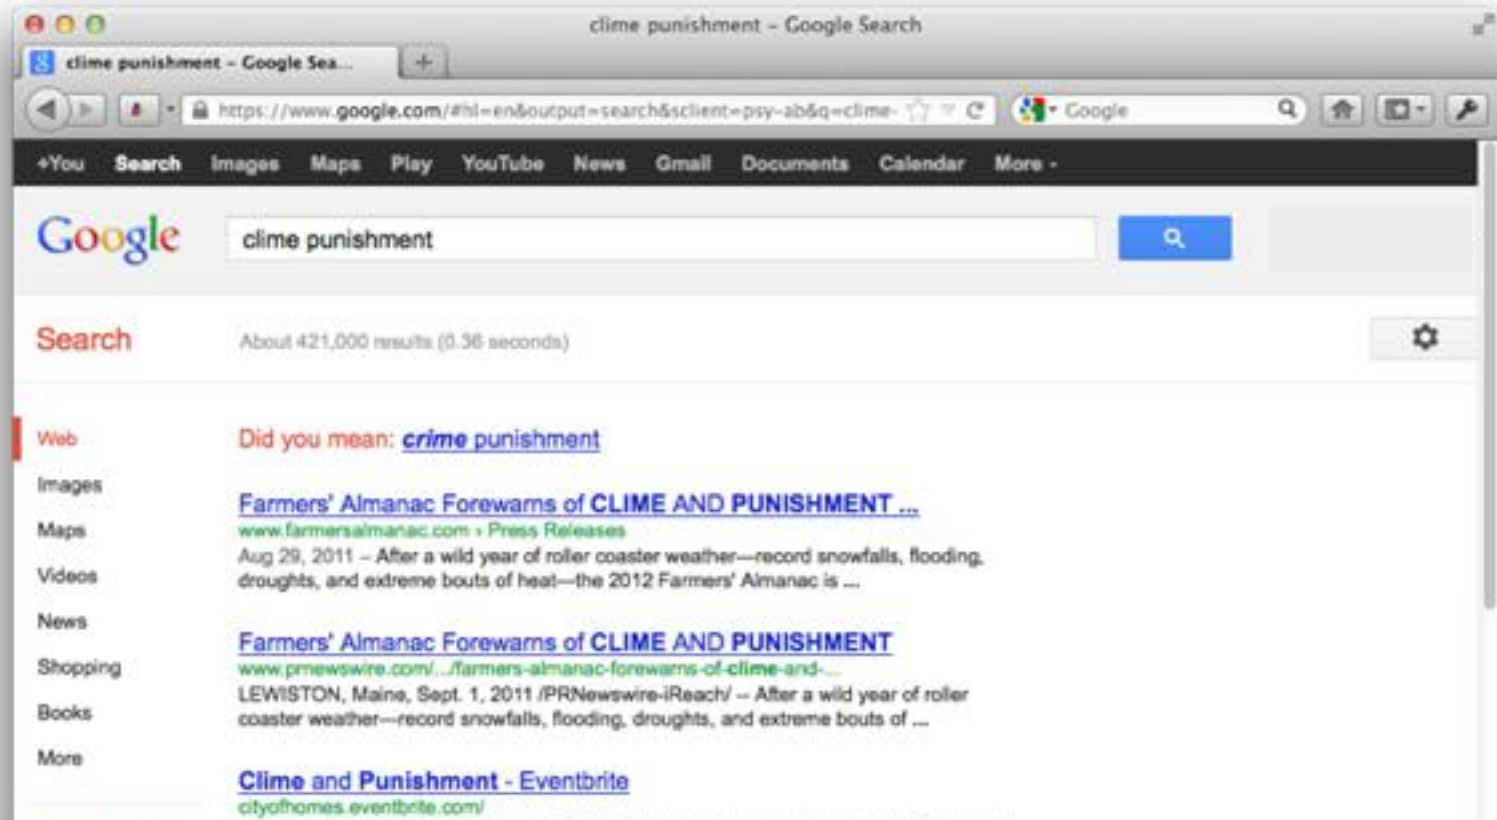 clime punishment – Google Search
clime punishment – Google Sea...
https://www.google.com/#hl=en&output=search&sclient=psy-ab&q=clime- Google
+You Search Images Maps Play YouTube News Gmail Documents Calendar More
Google clime punishment
Search About 421,000 results (0.36 seconds)
Web
Images
Maps
Videos
News
Shopping
Books
More
Did you mean: crime punishment
Farmers' Almanac Forewarns of CLIME AND PUNISHMENT ...
www.farmersalmanac.com › Press Releases
Aug 29, 2011 – After a wild year of roller coaster weather—record snowfalls, flooding,
droughts, and extreme bouts of heat—the 2012 Farmers' Almanac is ...
Farmers' Almanac Forewarns of CLIME AND PUNISHMENT
www.prnewswire.com/.../farmers-almanac-forewarns-of-clime-and-...
LEWISTON, Maine, Sept. 1, 2011 /PRNewswire-iReach/ -- After a wild year of roller
coaster weather—record snowfalls, flooding, droughts, and extreme bouts of ...
Clime and Punishment - Eventbrite
cityofhomes.eventbrite.com/